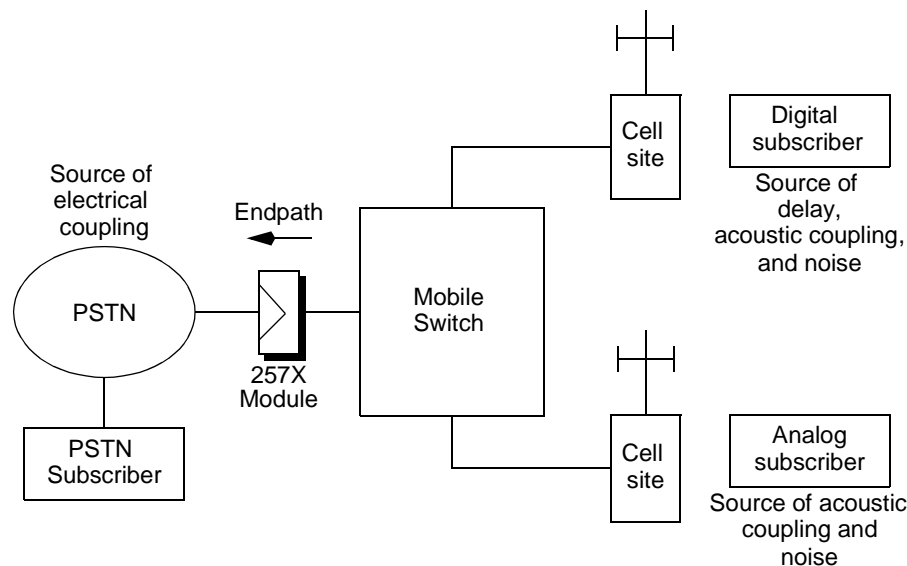 Source of
electrical
coupling
PSTN
PSTN
Subscriber
Endpath
257X
Module
Mobile
Switch
Cell
site
Digital
subscriber
Source of
delay,
acoustic coupling,
and noise
Cell
site
Analog
subscriber
Source of acoustic
coupling and
noise